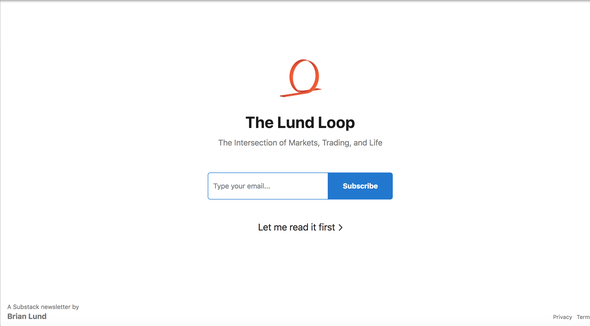 The Lund Loop
The Intersection of Markets, Trading, and Life
Type your email...
Subscribe
Let me read it first >
A Substack newsletter by
Brian Lund
Privacy
Term